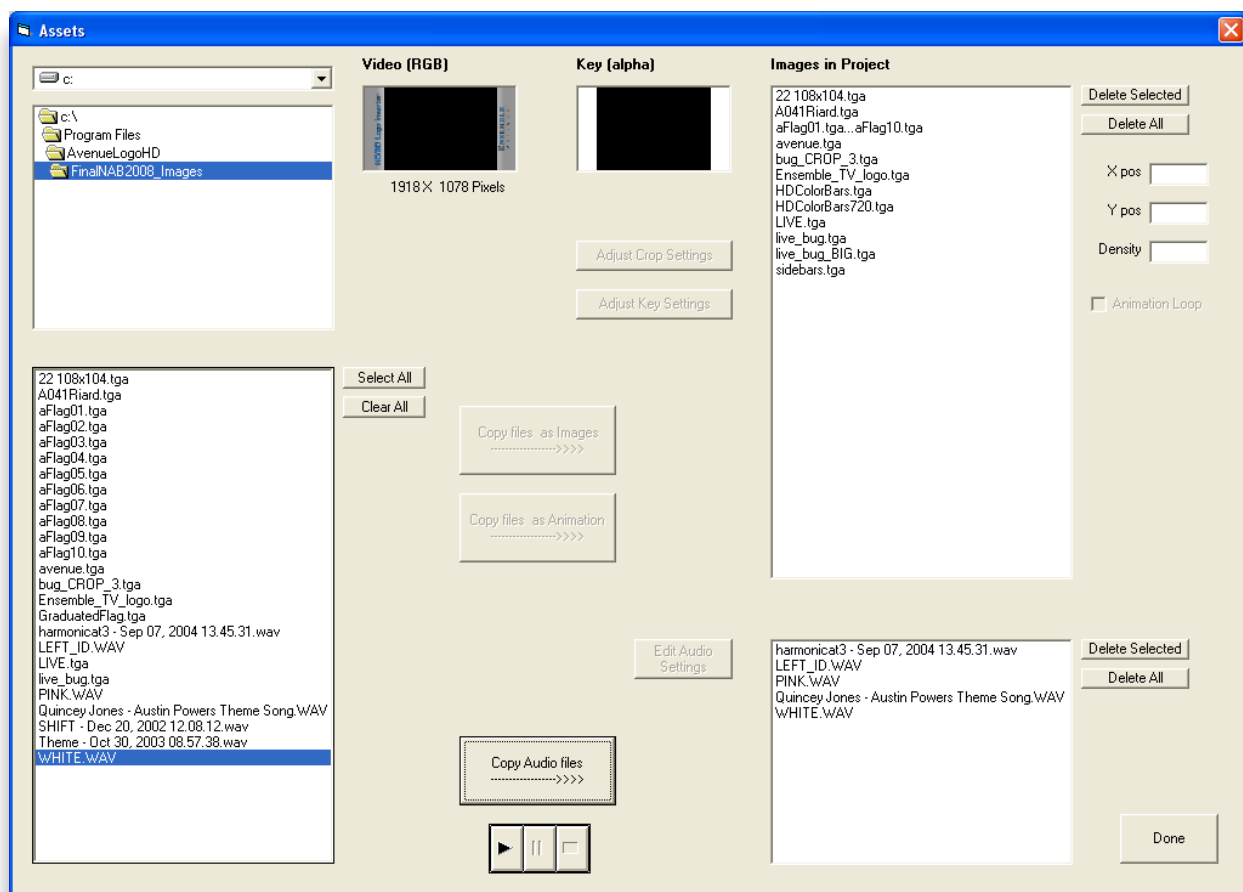 Assets
c:
c:\
Program Files
AvenueLogoHD
FinalNAB2008_Images
Video (RGB)
HD/SD Logo Inserter
ENSEMBLE
1918 X 1078 Pixels
Key (alpha)
Adjust Crop Settings
Adjust Key Settings
Images in Project
22 108x104.tga
A041Riard.tga
aFlag01.tga...aFlag10.tga
avenue.tga
bug_CROP_3.tga
Ensemble_TV_logo.tga
HDColorBars.tga
HDColorBars720.tga
LIVE.tga
live_bug.tga
live_bug_BIG.tga
sidebars.tga
Delete Selected
Delete All
X pos
Y pos
Density
Animation Loop
22 108x104.tga
A041Riard.tga
aFlag01.tga
aFlag02.tga
aFlag03.tga
aFlag04.tga
aFlag05.tga
aFlag06.tga
aFlag07.tga
aFlag08.tga
aFlag09.tga
aFlag10.tga
avenue.tga
bug_CROP_3.tga
Ensemble_TV_logo.tga
GraduatedFlag.tga
harmonicat3 - Sep 07, 2004 13.45.31.wav
LEFT_ID.WAV
LIVE.tga
live_bug.tga
PINK.WAV
Quincey Jones - Austin Powers Theme Song.WAV
SHIFT - Dec 20, 2002 12.08.12.wav
Theme - Oct 30, 2003 08.57.38.wav
WHITE.WAV
Select All
Clear All
Copy files as Images
------------------>>>>
Copy files as Animation
------------------>>>>
Edit Audio
Settings
Copy Audio files
------------------>>>>
harmonicat3 - Sep 07, 2004 13.45.31.wav
LEFT_ID.WAV
PINK.WAV
Quincey Jones - Austin Powers Theme Song.WAV
WHITE.WAV
Delete Selected
Delete All
Done